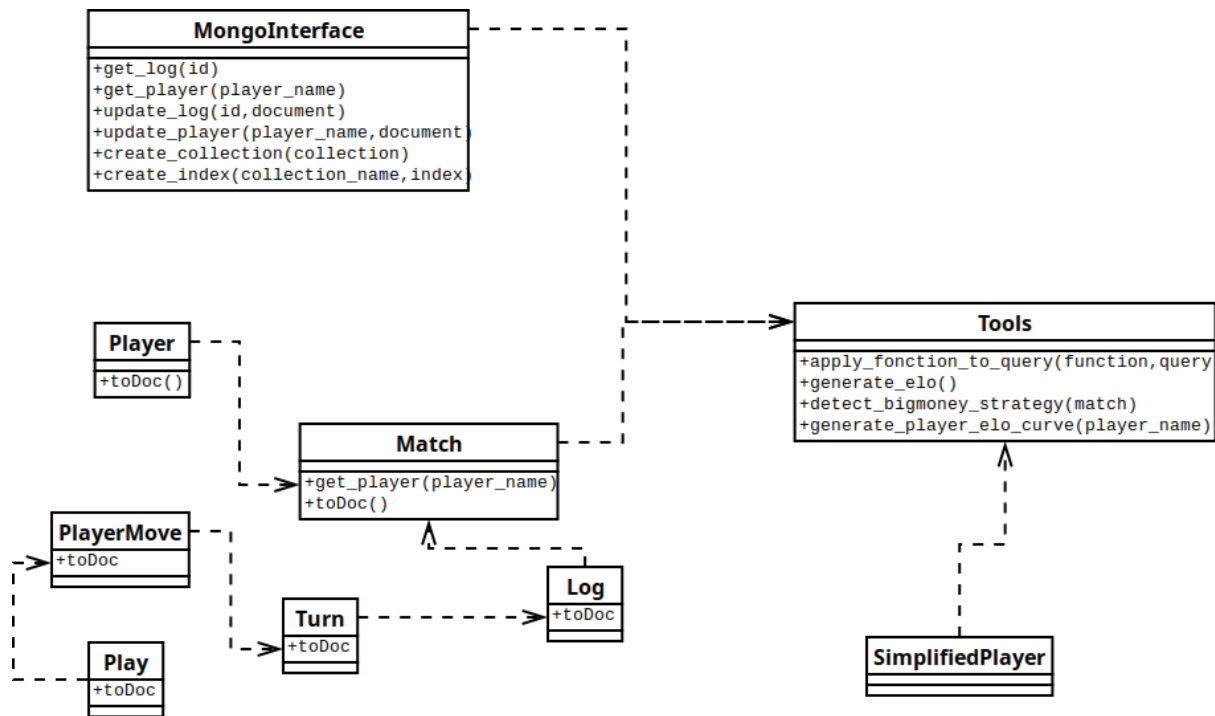 MongoInterface
+get_log(id)
+get_player(player_name)
+update_log(id,document)
+update_player(player_name,document)
+create_collection(collection)
+create_index(collection_name,index)
Tools
+apply_fonction_to_query(function,query
+generate_elo()
+detect_bigmoney_strategy(match)
+generate_player_elo_curve(player_name)
Player
+toDoc()
Match
+get_player(player_name)
+toDoc()
PlayerMove
+toDoc
Log
+toDoc
Turn
+toDoc
Play
+toDoc
SimplifiedPlayer